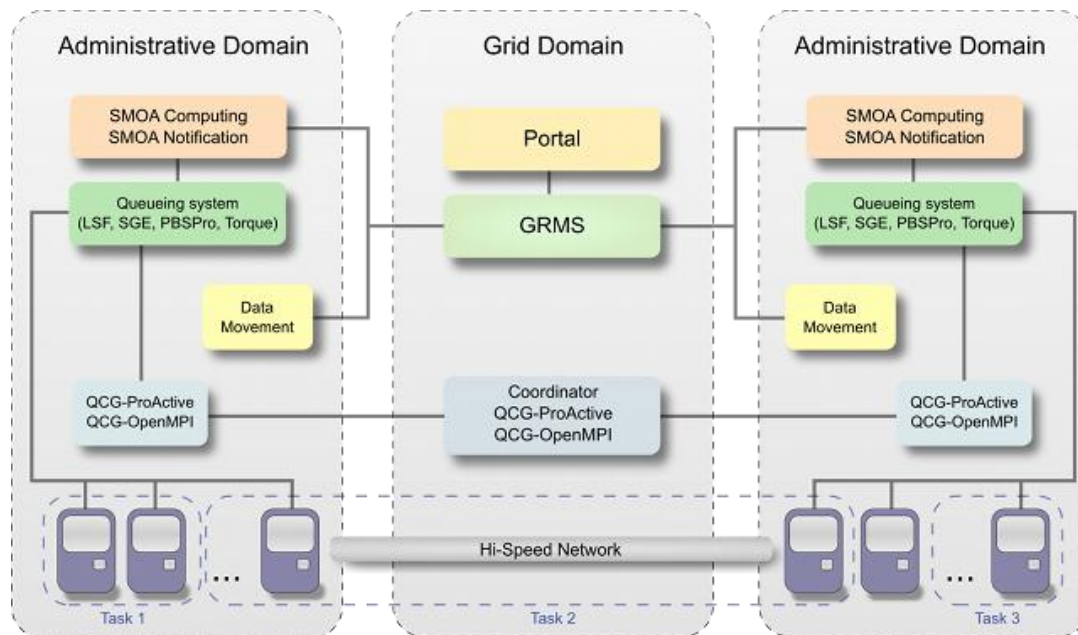 Administrative Domain
Grid Domain
Administrative Domain
SMOA Computing
SMOA Notification
Portal
SMOA Computing
SMOA Notification
Queueing system
(LSF, SGE, PBSPro, Torque)
GRMS
Queueing system
(LSF, SGE, PBSPro, Torque)
Data
Movement
Data
Movement
QCG-ProActive
QCG-OpenMPI
Coordinator
QCG-ProActive
QCG-OpenMPI
QCG-ProActive
QCG-OpenMPI
...
Hi-Speed Network
...
Task 1
Task 2
Task 3